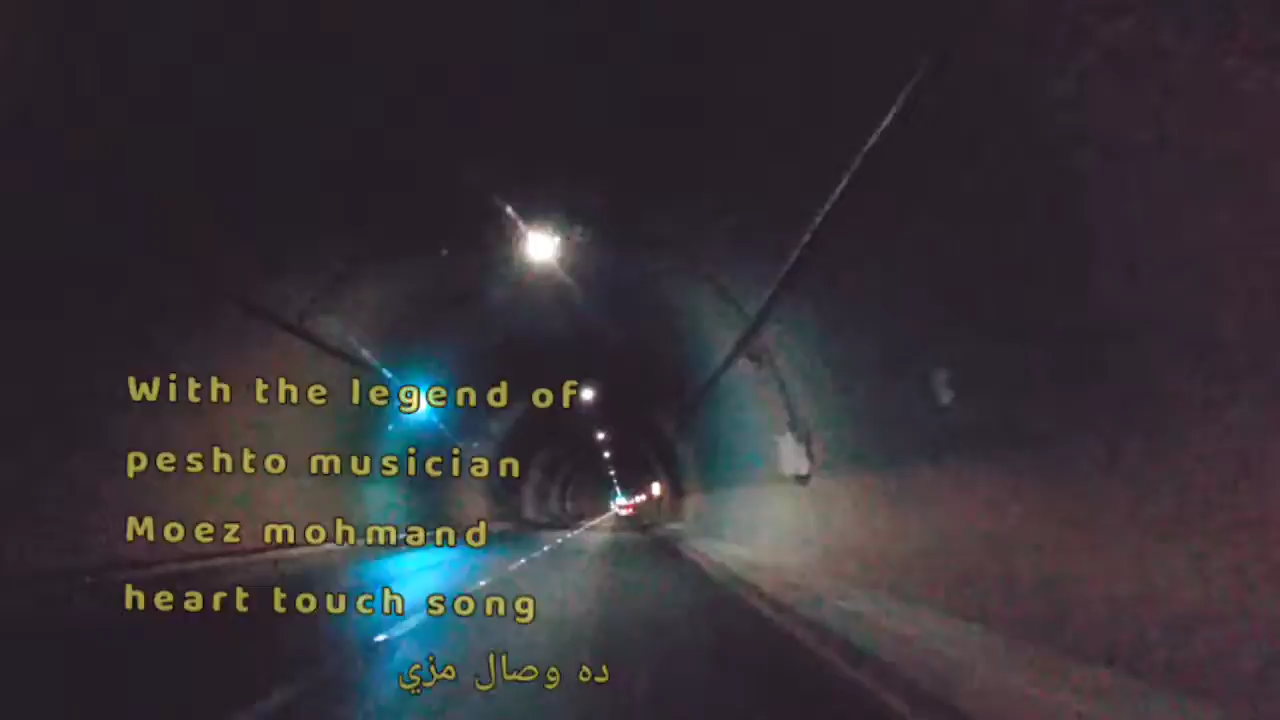 With the legend of
peshto musician
Moez mohmand
heart touch song
ده وصال مزي